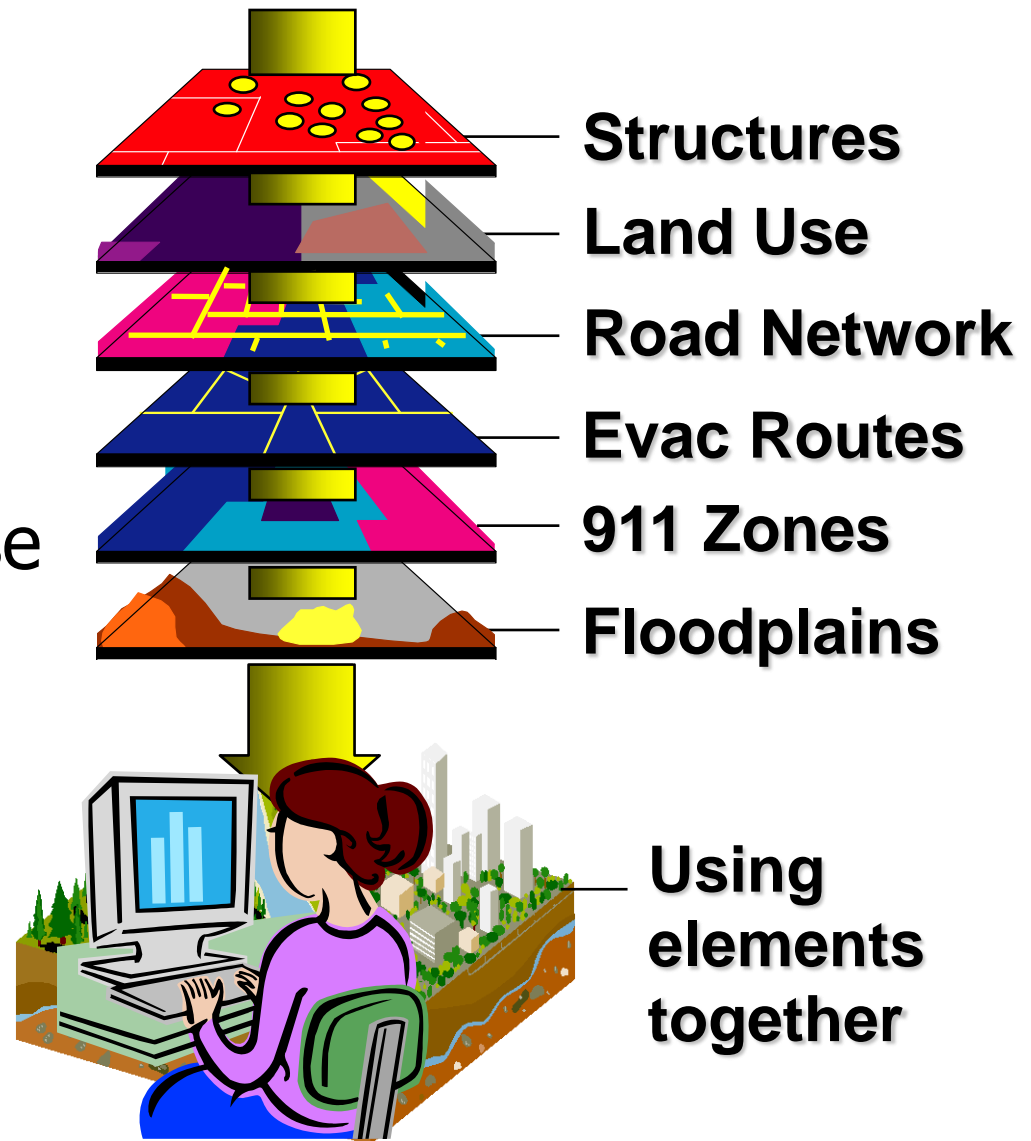 Structures
Land Use
Road Network
Evac Routes
911 Zones
Floodplains
Using
elements
together